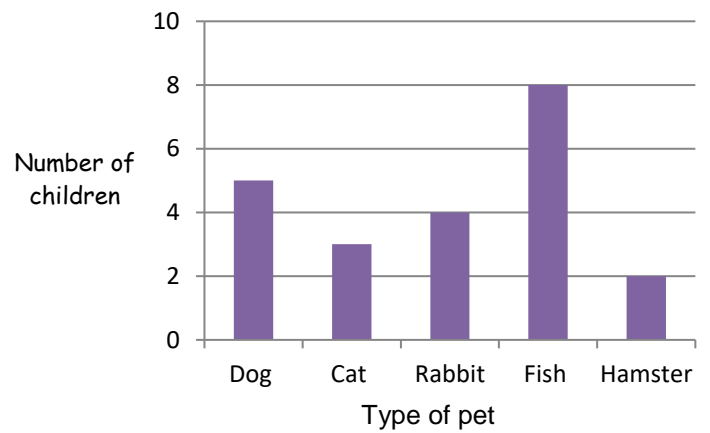 10
8
6
4
2
0
Number of
children
Dog Cat Rabbit Fish Hamster
Type of pet